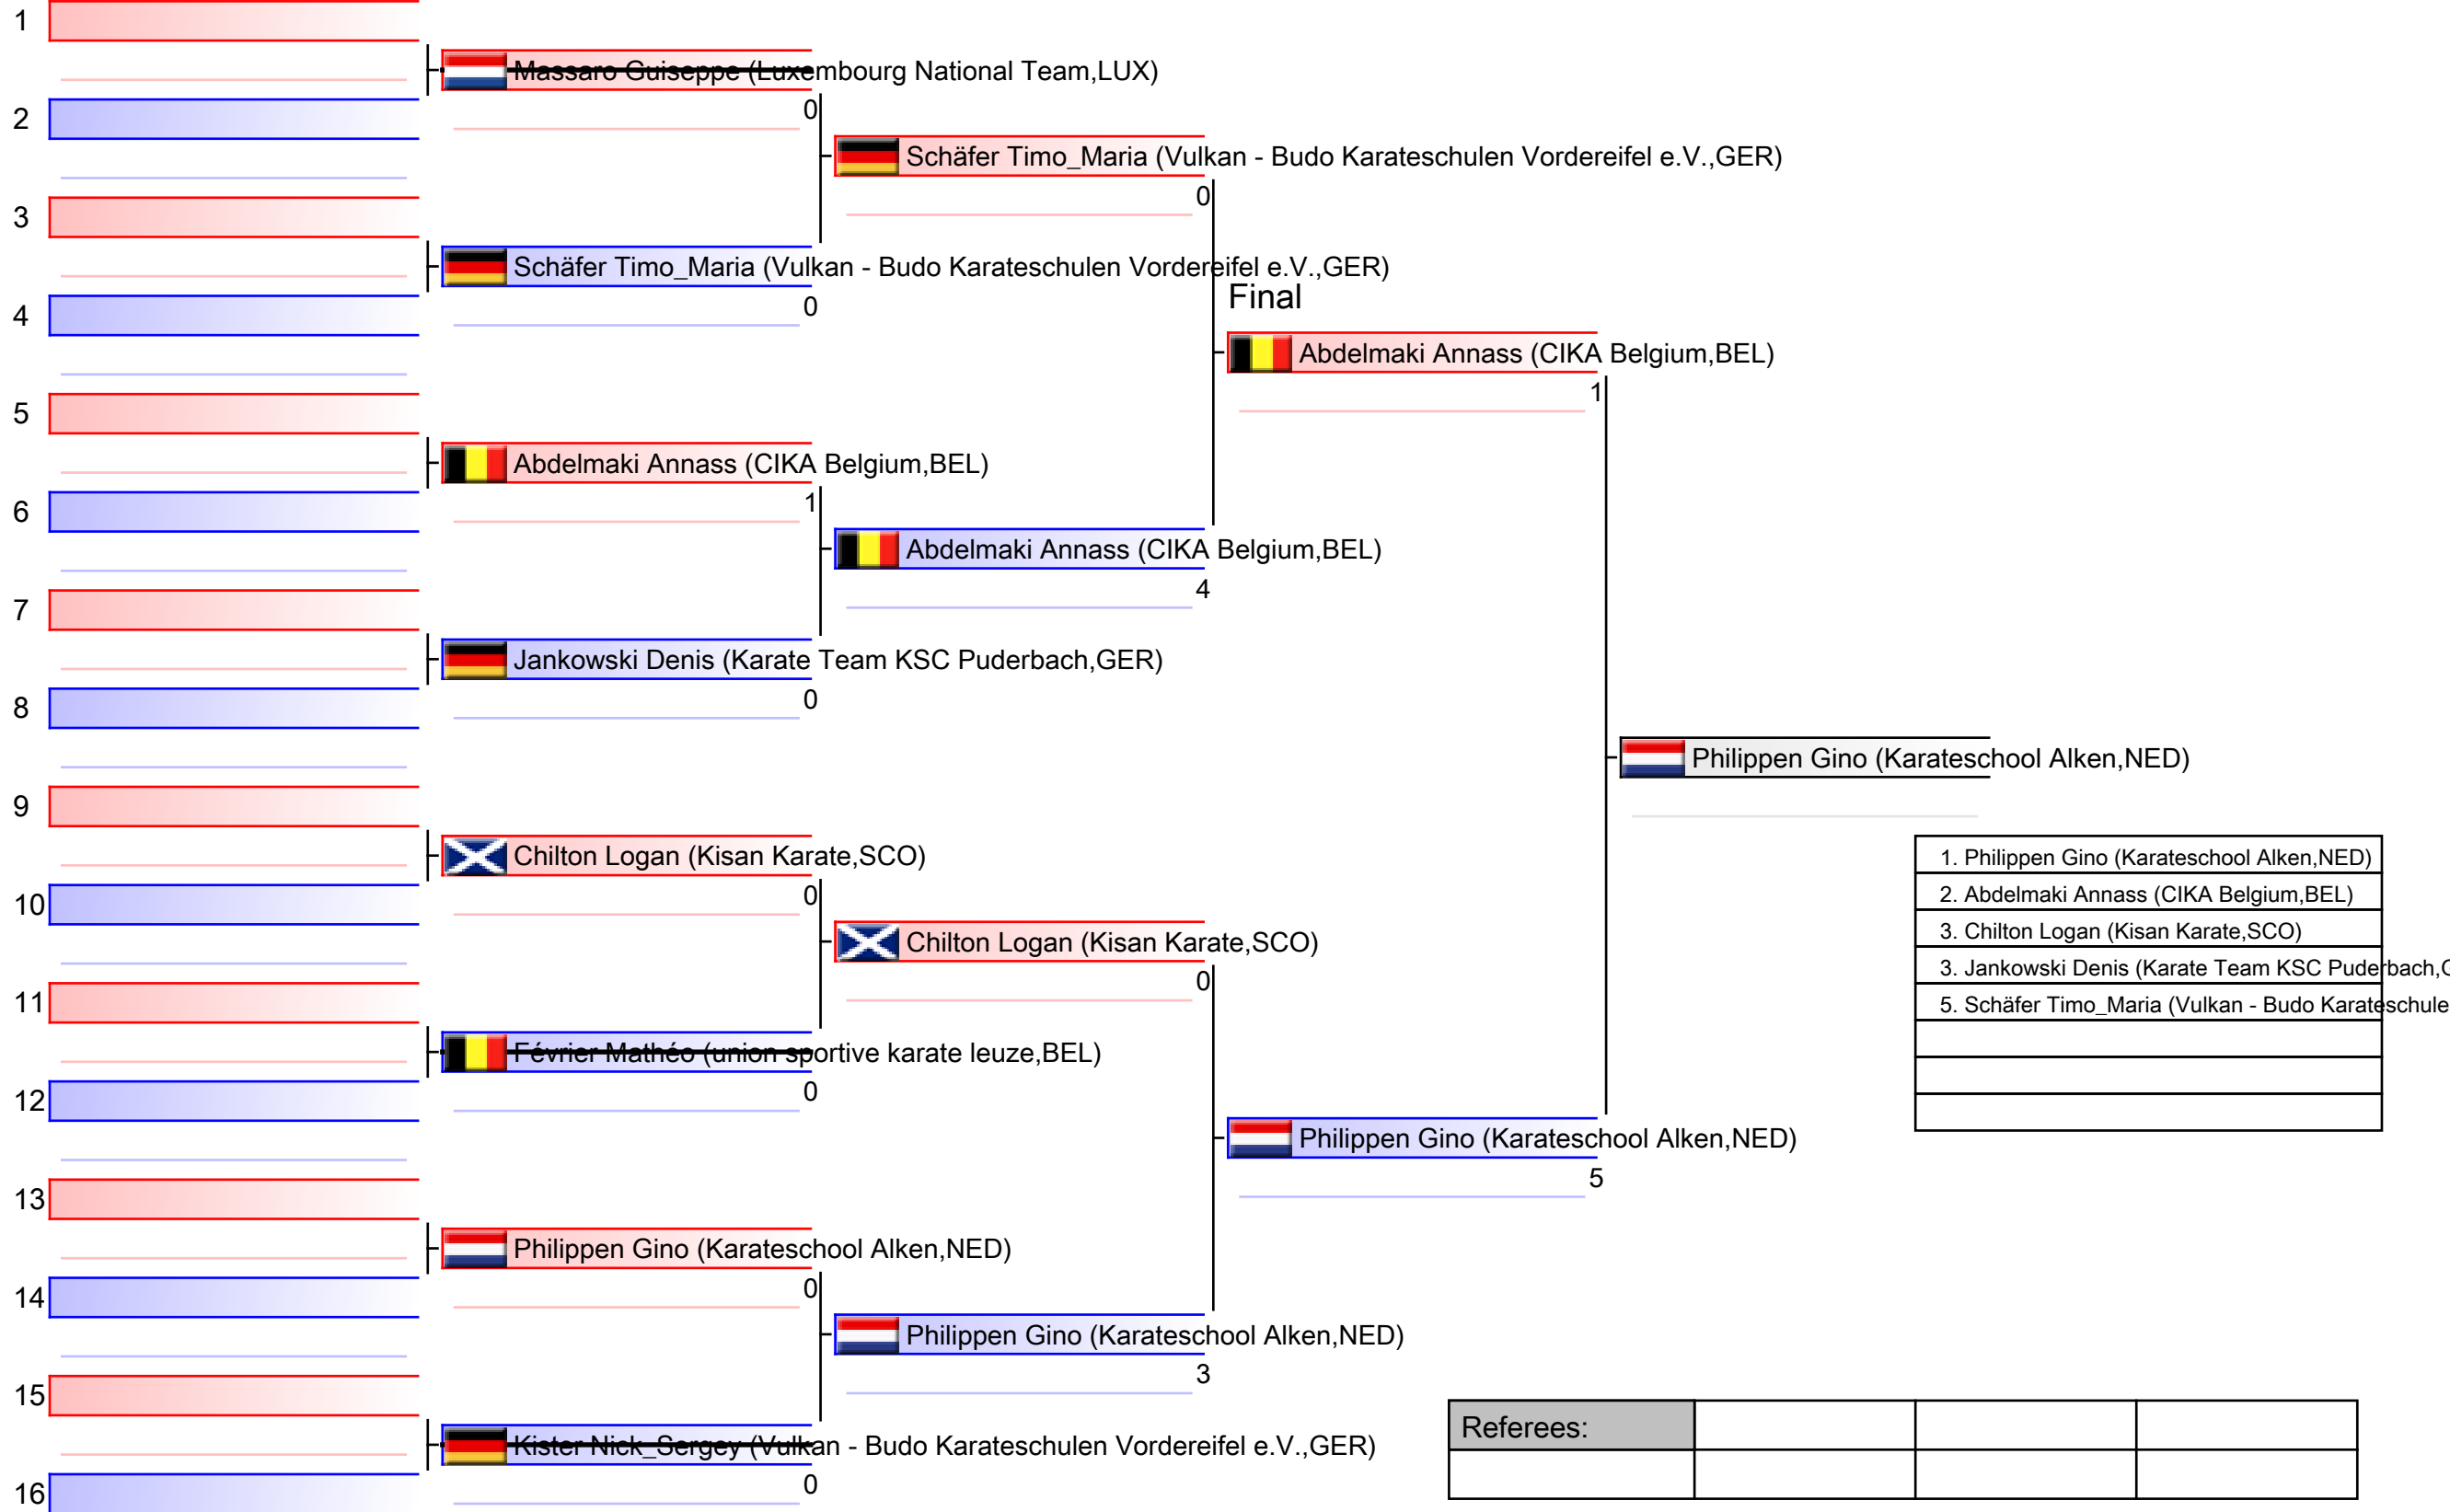 1
Massaro Guiseppe (Luxembourg National Team,LUX)
0
2
Schäfer Timo_Maria (Vulkan - Budo Karateschulen Vordereifel e.V.,GER)
0
3
Schäfer Timo_Maria (Vulkan - Budo Karateschulen Vordereifel e.V.,GER)
0
4
Final
Abdelmaki Annass (CIKA Belgium,BEL)
1
5
Abdelmaki Annass (CIKA Belgium,BEL)
1
6
Abdelmaki Annass (CIKA Belgium,BEL)
4
7
Jankowski Denis (Karate Team KSC Puderbach,GER)
0
8
Philippen Gino (Karateschool Alken,NED)
9
Chilton Logan (Kisan Karate,SCO)
0
10
Chilton Logan (Kisan Karate,SCO)
0
1. Philippen Gino (Karateschool Alken,NED)
2. Abdelmaki Annass (CIKA Belgium,BEL)
3. Chilton Logan (Kisan Karate,SCO)
3. Jankowski Denis (Karate Team KSC Puderbach,
5. Schäfer Timo_Maria (Vulkan - Budo Karateschule
11
Février Mathéo (union sportive karate leuze,BEL)
0
12
Philippen Gino (Karateschool Alken,NED)
5
13
Philippen Gino (Karateschool Alken,NED)
0
14
Philippen Gino (Karateschool Alken,NED)
3
15
Kister Nick_Sergey (Vulkan - Budo Karateschulen Vordereifel e.V.,GER)
0
16
Referees: